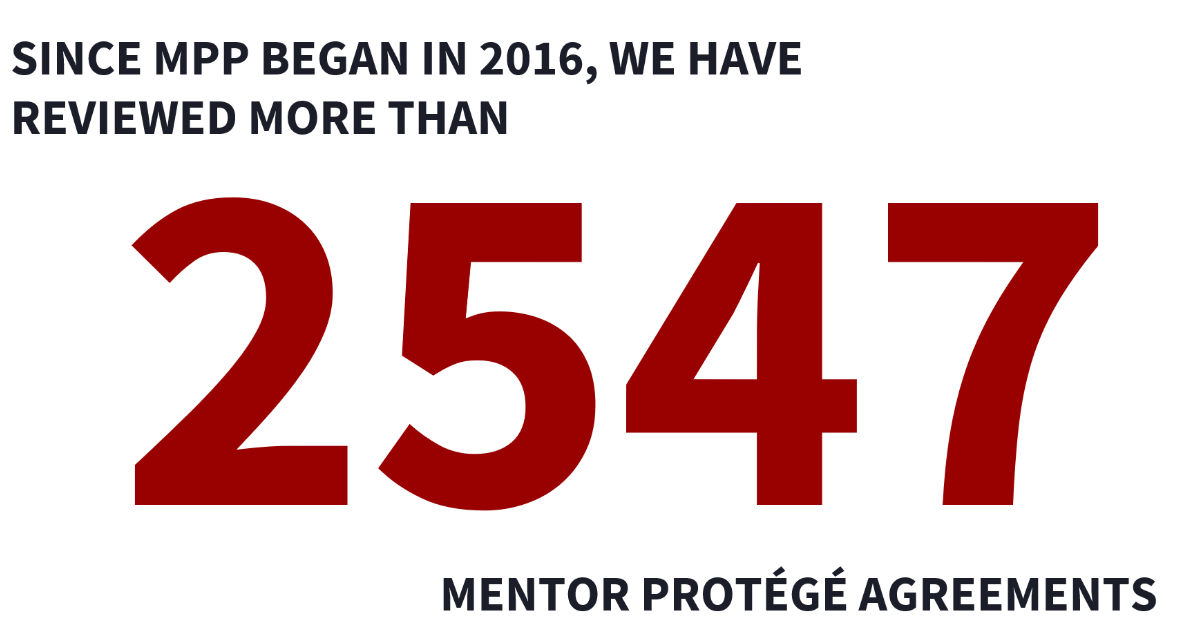 SINCE MPP BEGAN IN 2016, WE HAVE
REVIEWED MORE THAN
2547
MENTOR PROTÉGÉ AGREEMENTS